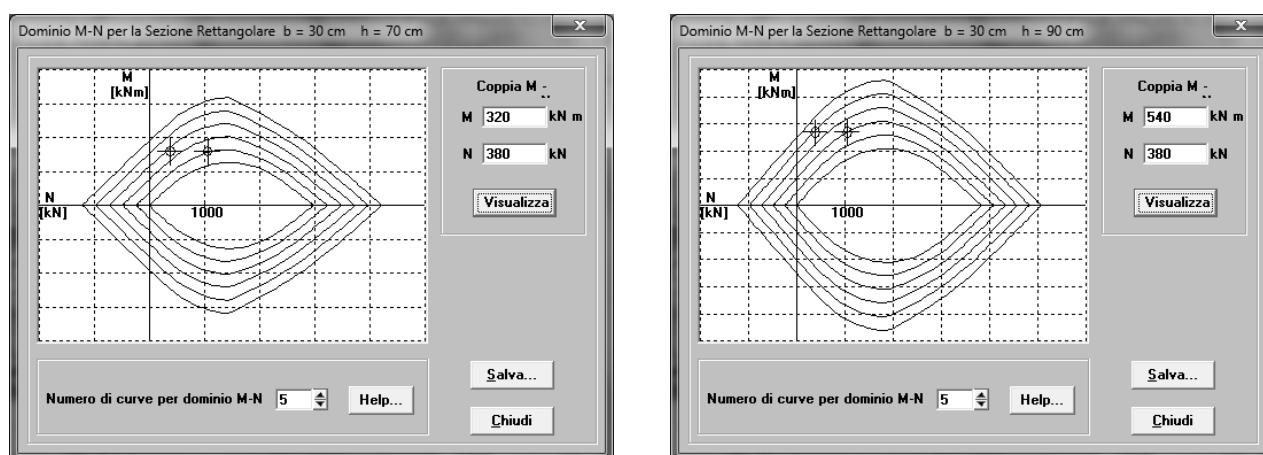 Dominio M-N per la Sezione Rettangolare b = 30 cm h = 70 cm
x
M
[kNm]
N
[kN]
1000
Coppia M -
M 320 kN m
N 380 kN
Visualizza
Numero di curve per dominio M-N 5
Help...
Salva...
Chiudi
Dominio M-N per la Sezione Rettangolare b = 30 cm h = 90 cm
x
M
[kNm]
N
[kN]
1000
Coppia M -
M 540 kN m
N 380 kN
Visualizza
Numero di curve per dominio M-N 5
Help...
Salva...
Chiudi